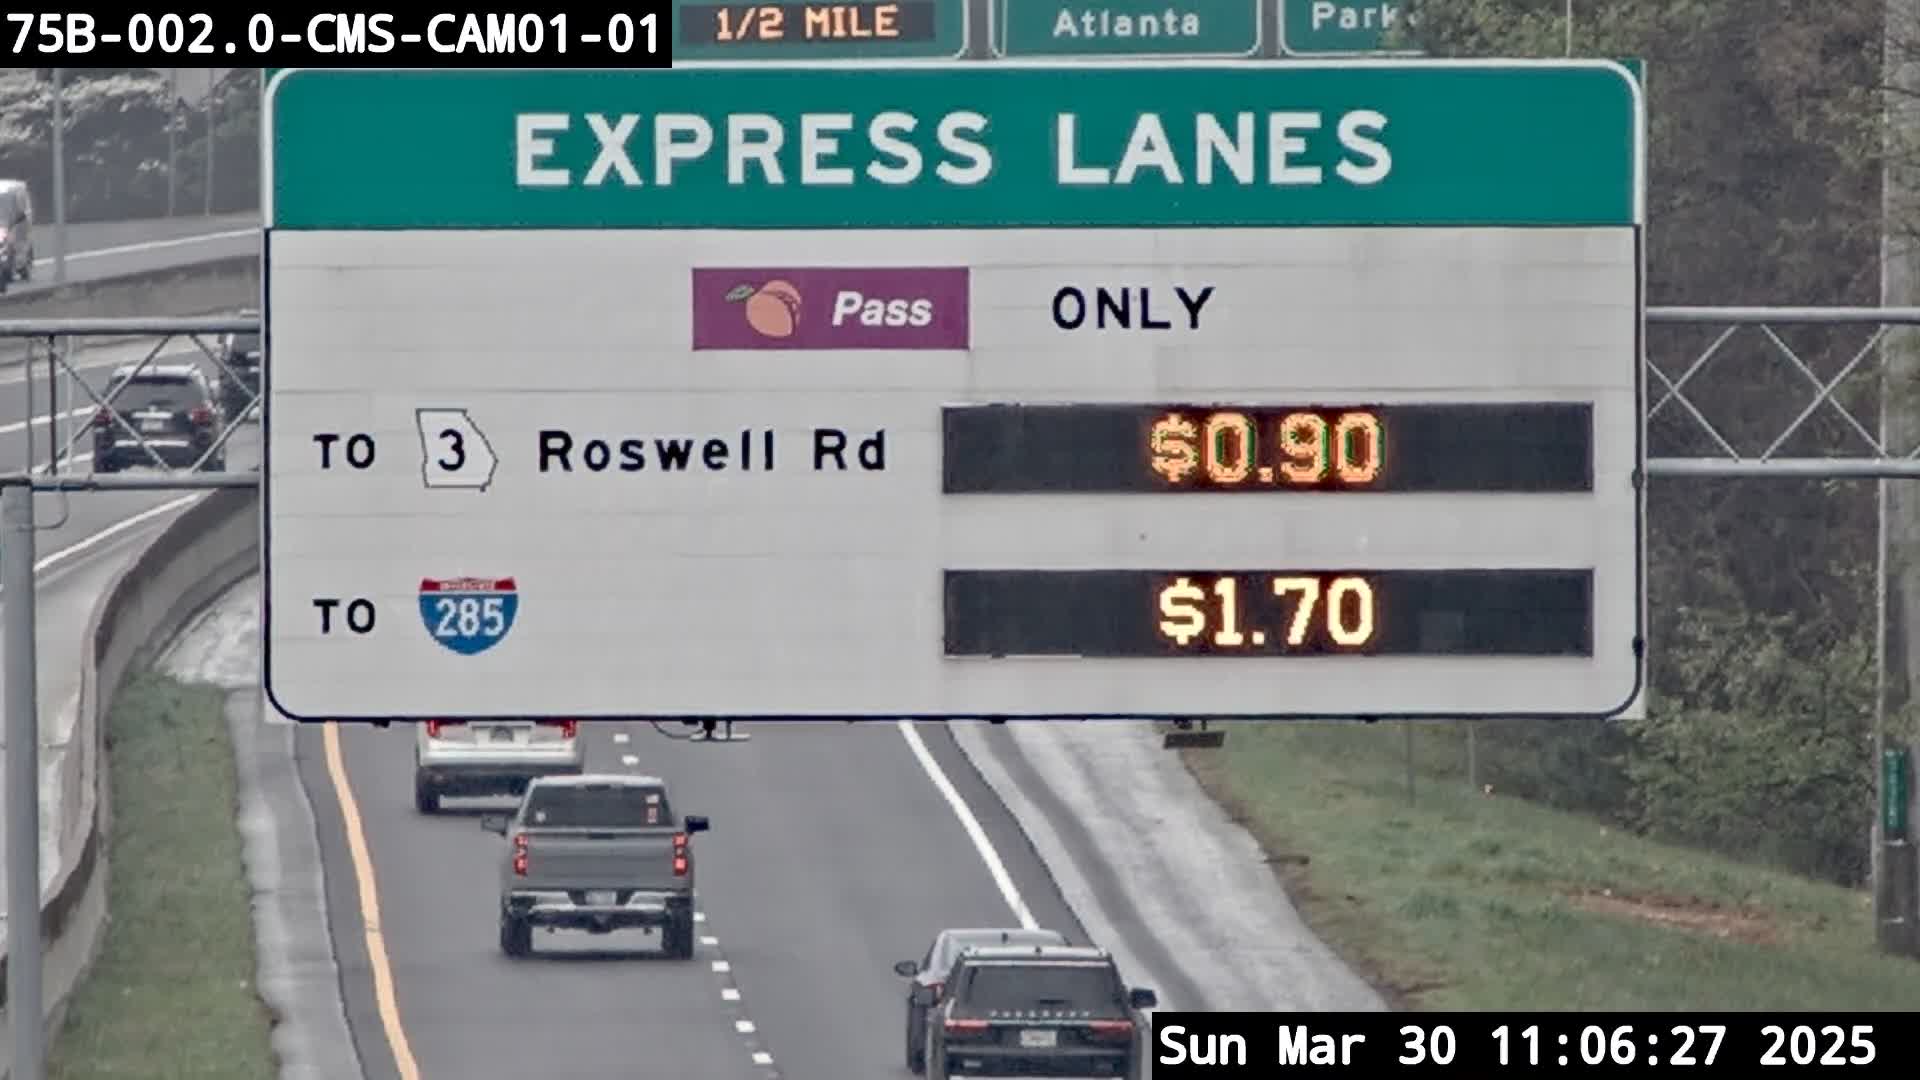 75B-002.0-CMS-CAM01-01
1/2 MILE
Atlanta
Park
EXPRESS LANES
Pass ONLY
TO 3 Roswell Rd $0.90
TO 285 $1.70
Sun Mar 30 11:06:27 2025